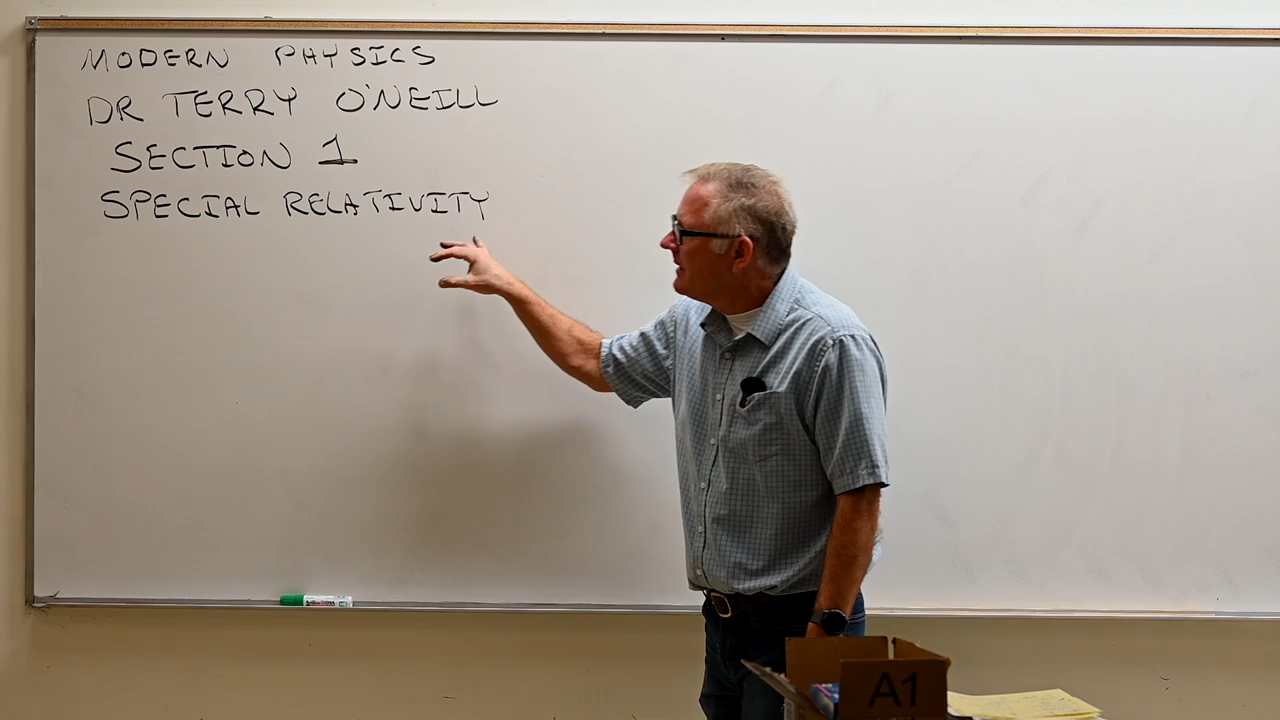 MODERN PHYSICS
DR TERRY O'NEILL
SECTION 1
SPECIAL RELATIVITY
A1